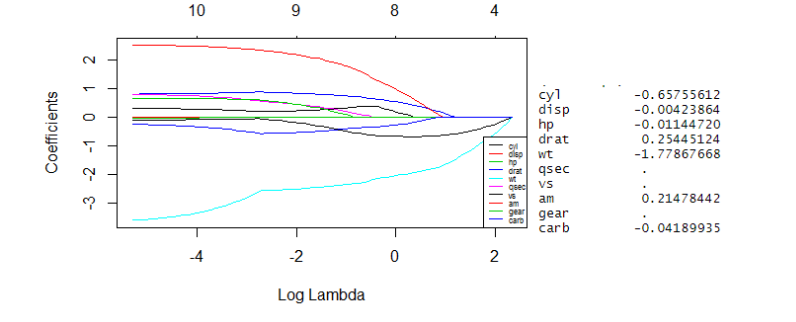 10 9 8 4
Coefficients
2
1
0
-1
-2
-3
cyl
disp
hp
drat
wt
qsec
vs
am
gear
carb
-4 -2 0 2
Log Lambda
cyl -0.65755612
disp -0.00423864
hp -0.01144720
drat 0.25445124
wt -1.77867668
qsec .
vs .
am 0.21478442
gear .
carb -0.04189935